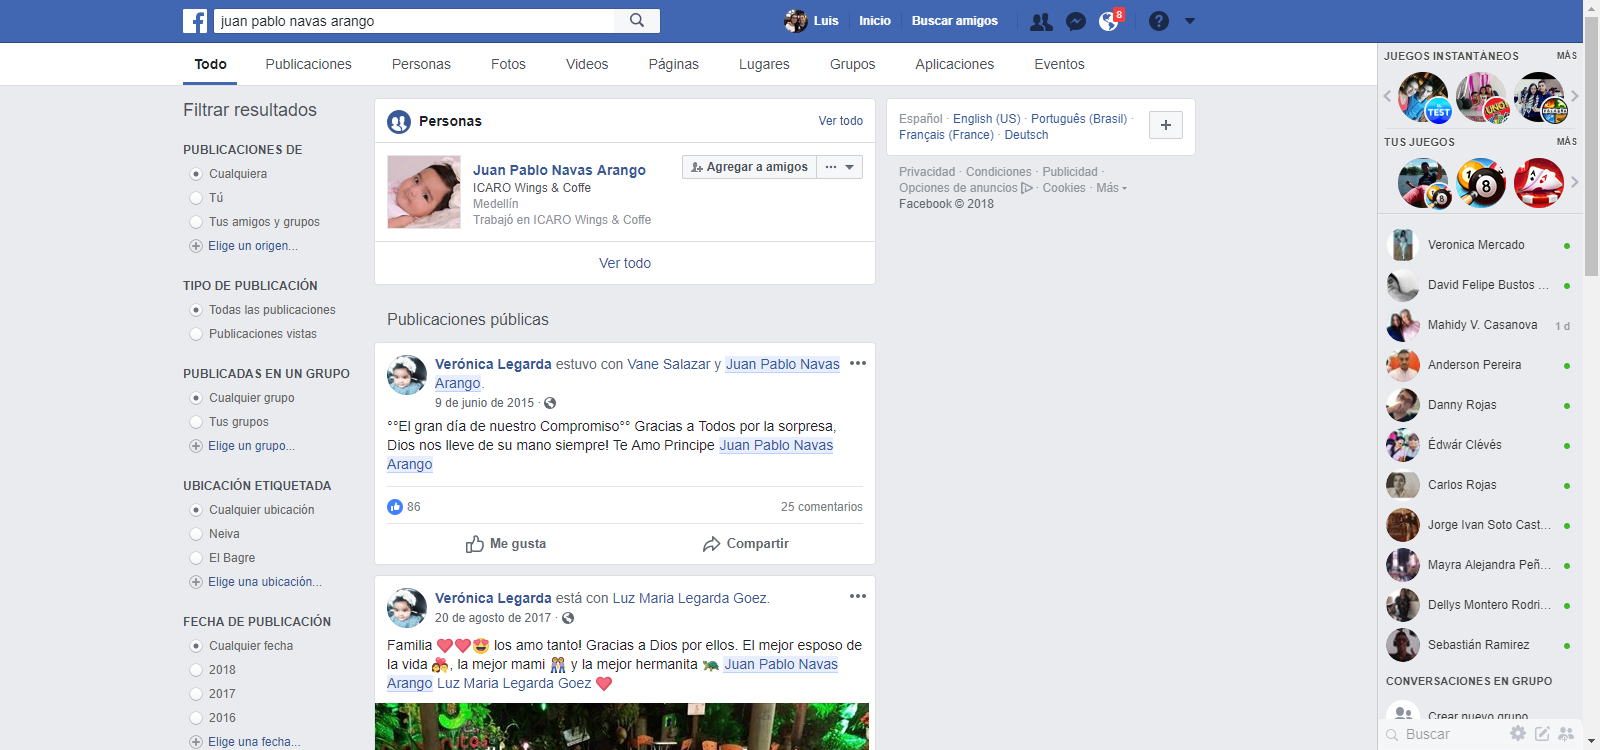 juan pablo navas arango
Luis
Inicio
Buscar amigos
8
Todo
Publicaciones
Personas
Fotos
Videos
Páginas
Lugares
Grupos
Aplicaciones
Eventos
Filtrar resultados
PUBLICACIONES DE
Cualquiera
Tú
Tus amigos y grupos
Elige un origen...
TIPO DE PUBLICACIÓN
Todas las publicaciones
Publicaciones vistas
PUBLICADAS EN UN GRUPO
Cualquier grupo
Tus grupos
Elige un grupo...
UBICACIÓN ETIQUETADA
Cualquier ubicación
Neiva
El Bagre
Elige una ubicación...
FECHA DE PUBLICACIÓN
Cualquier fecha
2018
2017
2016
Elige una fecha...
Personas
Ver todo
Juan Pablo Navas Arango
ICARO Wings & Coffe
Medellín
Trabajó en ICARO Wings & Coffe
Agregar a amigos
Ver todo
Publicaciones públicas
Verónica Legarda estuvo con Vane Salazar y Juan Pablo Navas
Arango.
9 de junio de 2015 ·
°°El gran día de nuestro Compromiso°° Gracias a Todos por la sorpresa,
Dios nos lleve de su mano siempre! Te Amo Principe Juan Pablo Navas
Arango
86
25 comentarios
Me gusta
Compartir
Verónica Legarda está con Luz Maria Legarda Goez.
20 de agosto de 2017 ·
Familia ❤❤😍 los amo tanto! Gracias a Dios por ellos. El mejor esposo de
la vida 💏, la mejor mami 👭 y la mejor hermanita 🐢 Juan Pablo Navas
Arango Luz Maria Legarda Goez ❤
Español · English (US) · Português (Brasil) ·
Français (France) · Deutsch
Privacidad · Condiciones · Publicidad ·
Opciones de anuncios · Cookies · Más
Facebook © 2018
JUEGOS INSTANTÁNEOS
MÁS
TEST
UNO
TUS JUEGOS
MÁS
8
8
Veronica Mercado
David Felipe Bustos ...
Mahidy V. Casanova
1 d
Anderson Pereira
Danny Rojas
Édwár Clévés
Carlos Rojas
Jorge Ivan Soto Cast...
Mayra Alejandra Peñ...
Dellys Montero Rodri...
Sebastián Ramirez
CONVERSACIONES EN GRUPO
Crear nuevo grupo
Buscar